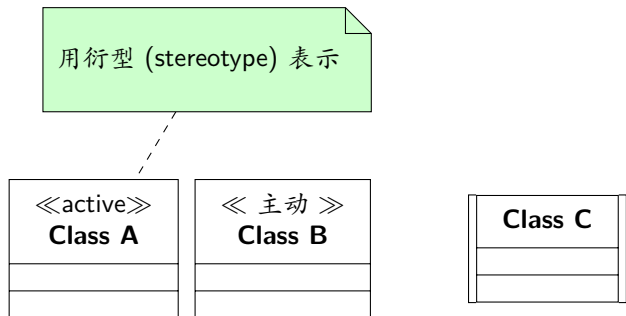 用衍型 (stereotype) 表示
≪active≫
Class A
≪ 主动 ≫
Class B
Class C